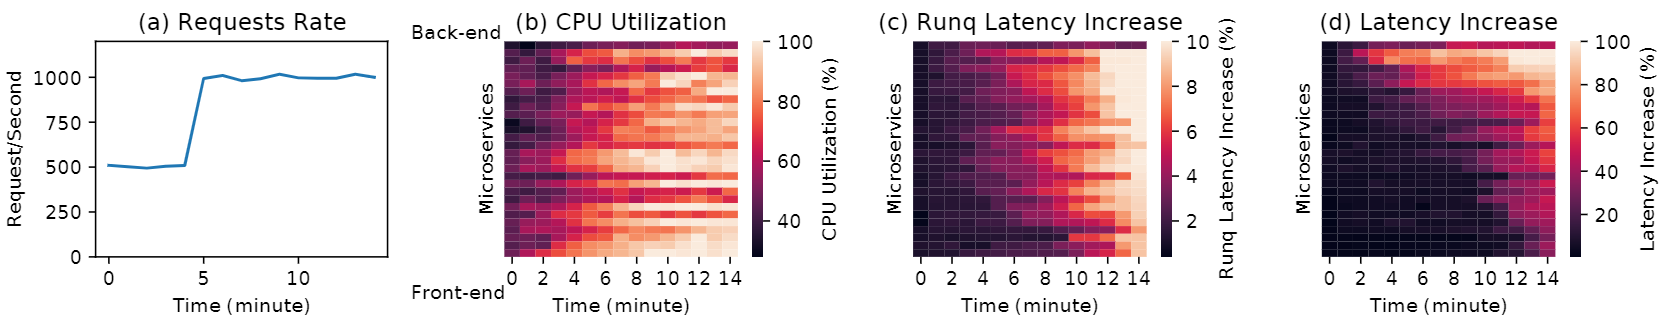 (a) Requests Rate
Request/Second
1000
750
500
250
0
0 5 10
Time (minute)
Back-end
Front-end
(b) CPU Utilization
Microservices
0 2 4 6 8 10 12 14
Time (minute)
100
80
60
40
CPU Utilization (%)
(c) Runq Latency Increase
Microservices
0 2 4 6 8 10 12 14
Time (minute)
10
8
6
4
2
Runq Latency Increase (%)
(d) Latency Increase
Microservices
0 2 4 6 8 10 12 14
Time (minute)
100
80
60
40
20
Latency Increase (%)